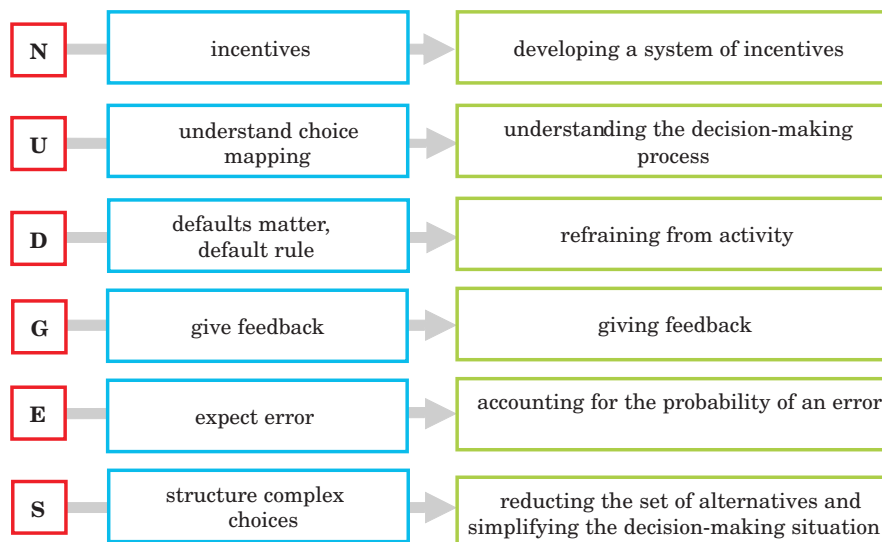 N
incentives
developing a system of incentives
U
understand choice
mapping
understanding the decision-making
process
D
defaults matter,
default rule
refraining from activity
G
give feedback
giving feedback
E
expect error
accounting for the probability of an error
S
structure complex
choices
reducting the set of alternatives and
simplifying the decision-making situation